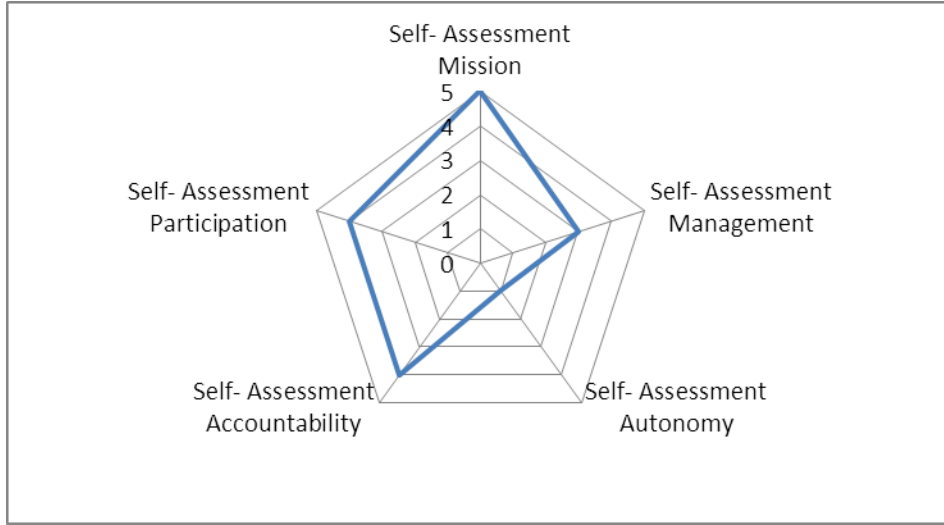 Self- Assessment
Mission
5
4
3
2
1
0
Self- Assessment
Management
Self- Assessment
Participation
Self- Assessment
Accountability
Self- Assessment
Autonomy